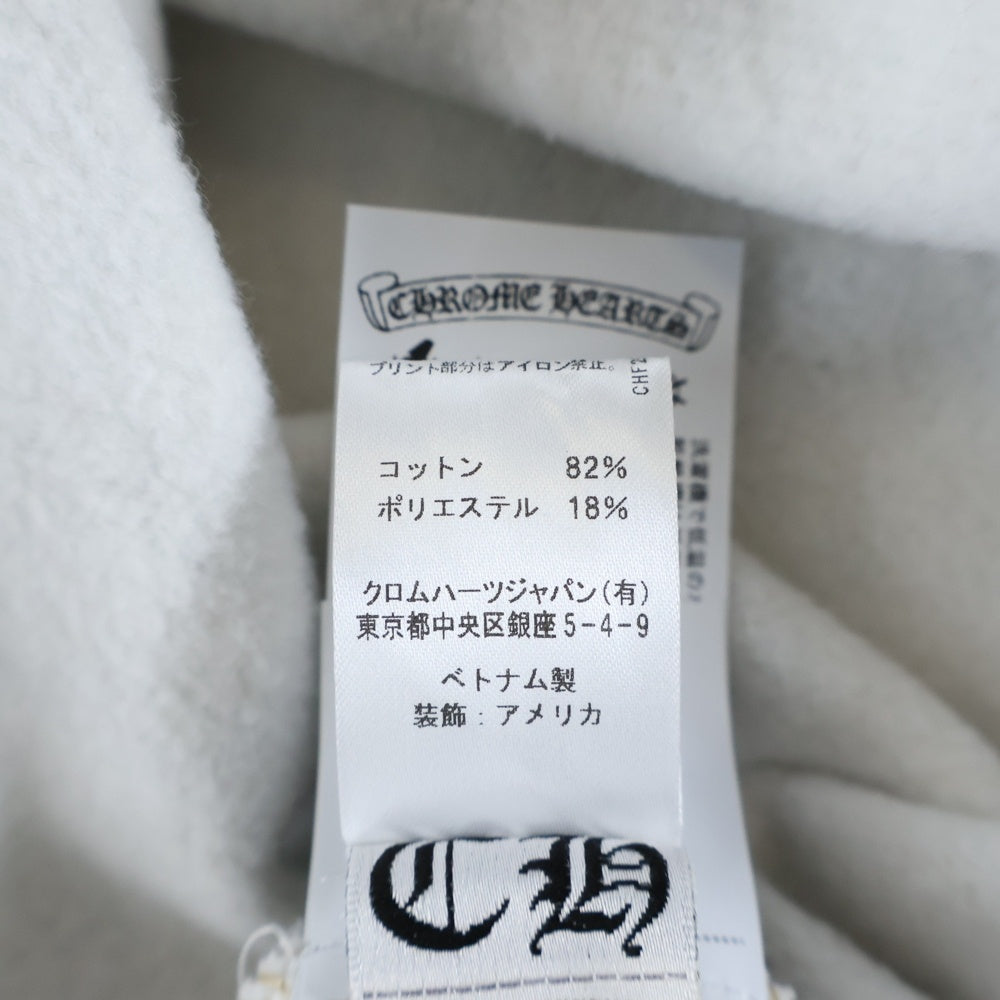 CHROME HEARTS
プリント部分はアイロン禁止。
CHF2
コットン 82%
ポリエステル 18%
クロムハーツジャパン(有)
東京都中央区銀座5-4-9
ベトナム製
装飾:アメリカ
CH